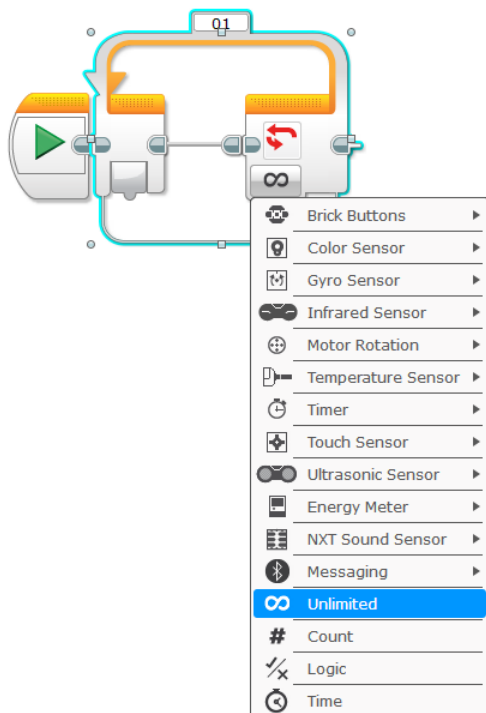 01
Brick Buttons
Color Sensor
Gyro Sensor
Infrared Sensor
Motor Rotation
Temperature Sensor
Timer
Touch Sensor
Ultrasonic Sensor
Energy Meter
NXT Sound Sensor
Messaging
Unlimited
# Count
Logic
Time